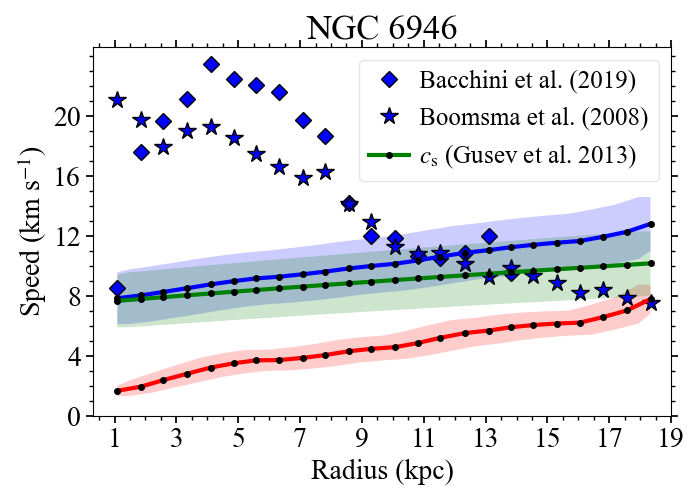 NGC 6946
Bacchini et al. (2019)
Boomsma et al. (2008)
cₛ (Gusev et al. 2013)
Speed (km s⁻¹)
20
16
12
8
4
0
1 3 5 7 9 11 13 15 17 19
Radius (kpc)